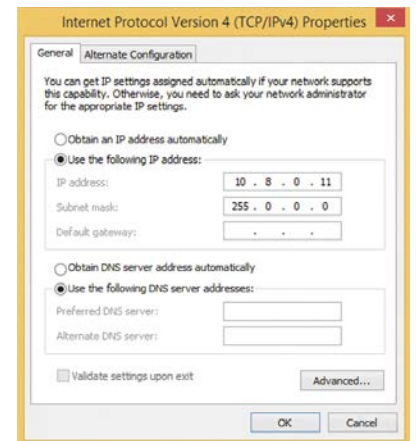 Internet Protocol Version 4 (TCP/IPv4) Properties
General
Alternate Configuration
You can get IP settings assigned automatically if your network supports
this capability. Otherwise, you need to ask your network administrator
for the appropriate IP settings.
Obtain an IP address automatically
Use the following IP address:
IP address: 10 . 8 . 0 . 11
Subnet mask: 255 . 0 . 0 . 0
Default gateway: . . .
Obtain DNS server address automatically
Use the following DNS server addresses:
Preferred DNS server:
Alternate DNS server:
Validate settings upon exit
Advanced...
OK Cancel